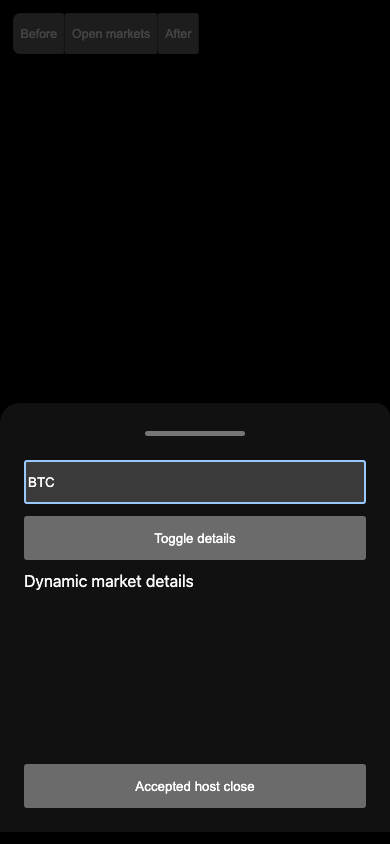 Before Open markets After
BTC
Toggle details
Dynamic market details
Accepted host close